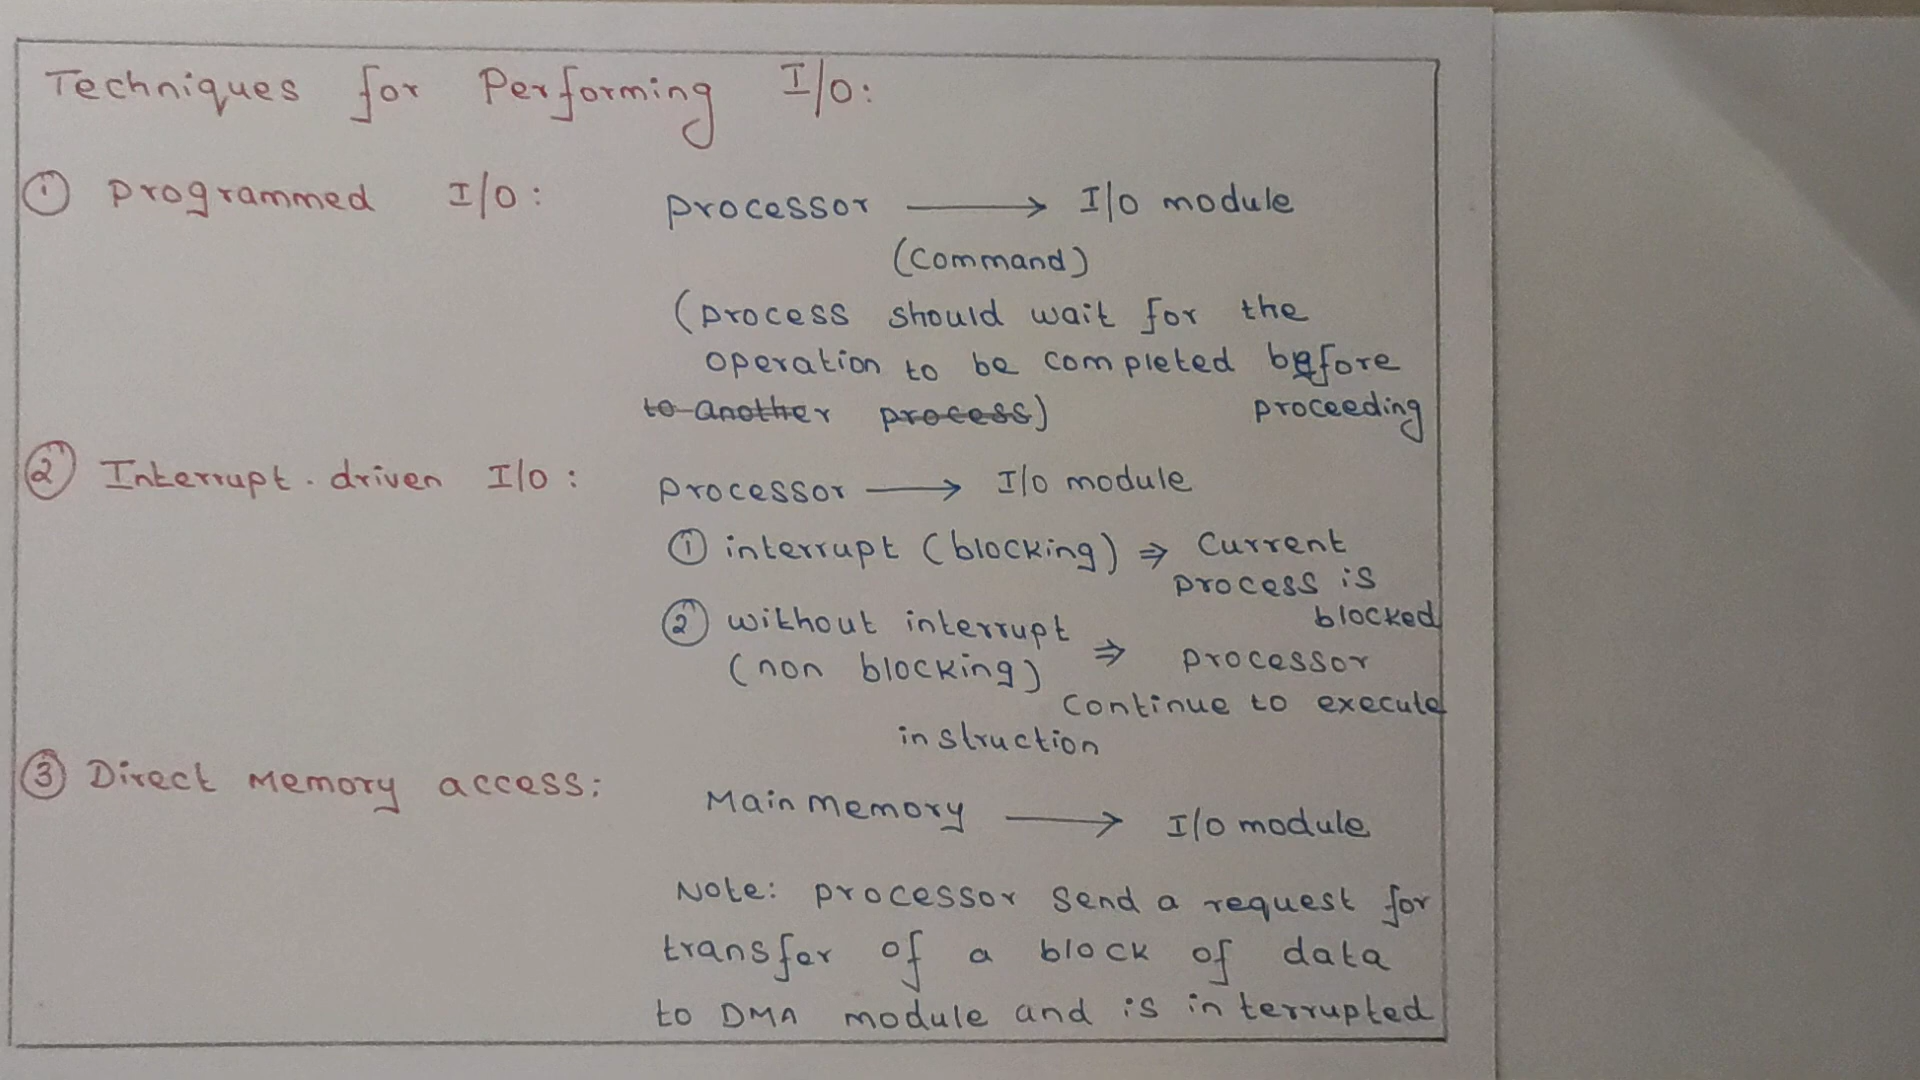 Techniques for Performing I/O:
① Programmed I/O: Processor → I/O module
(Command)
(process should wait for the
operation to be completed before
to another process) proceeding
② Interrupt-driven I/O: Processor → I/O module
① interrupt (blocking) ⇒ Current
process is
blocked
② without interrupt
(non blocking) ⇒ processor
continue to execute
instruction
③ Direct Memory access: Main memory → I/O module
Note: processor send a request for
transfer of a block of data
to DMA module and is interrupted